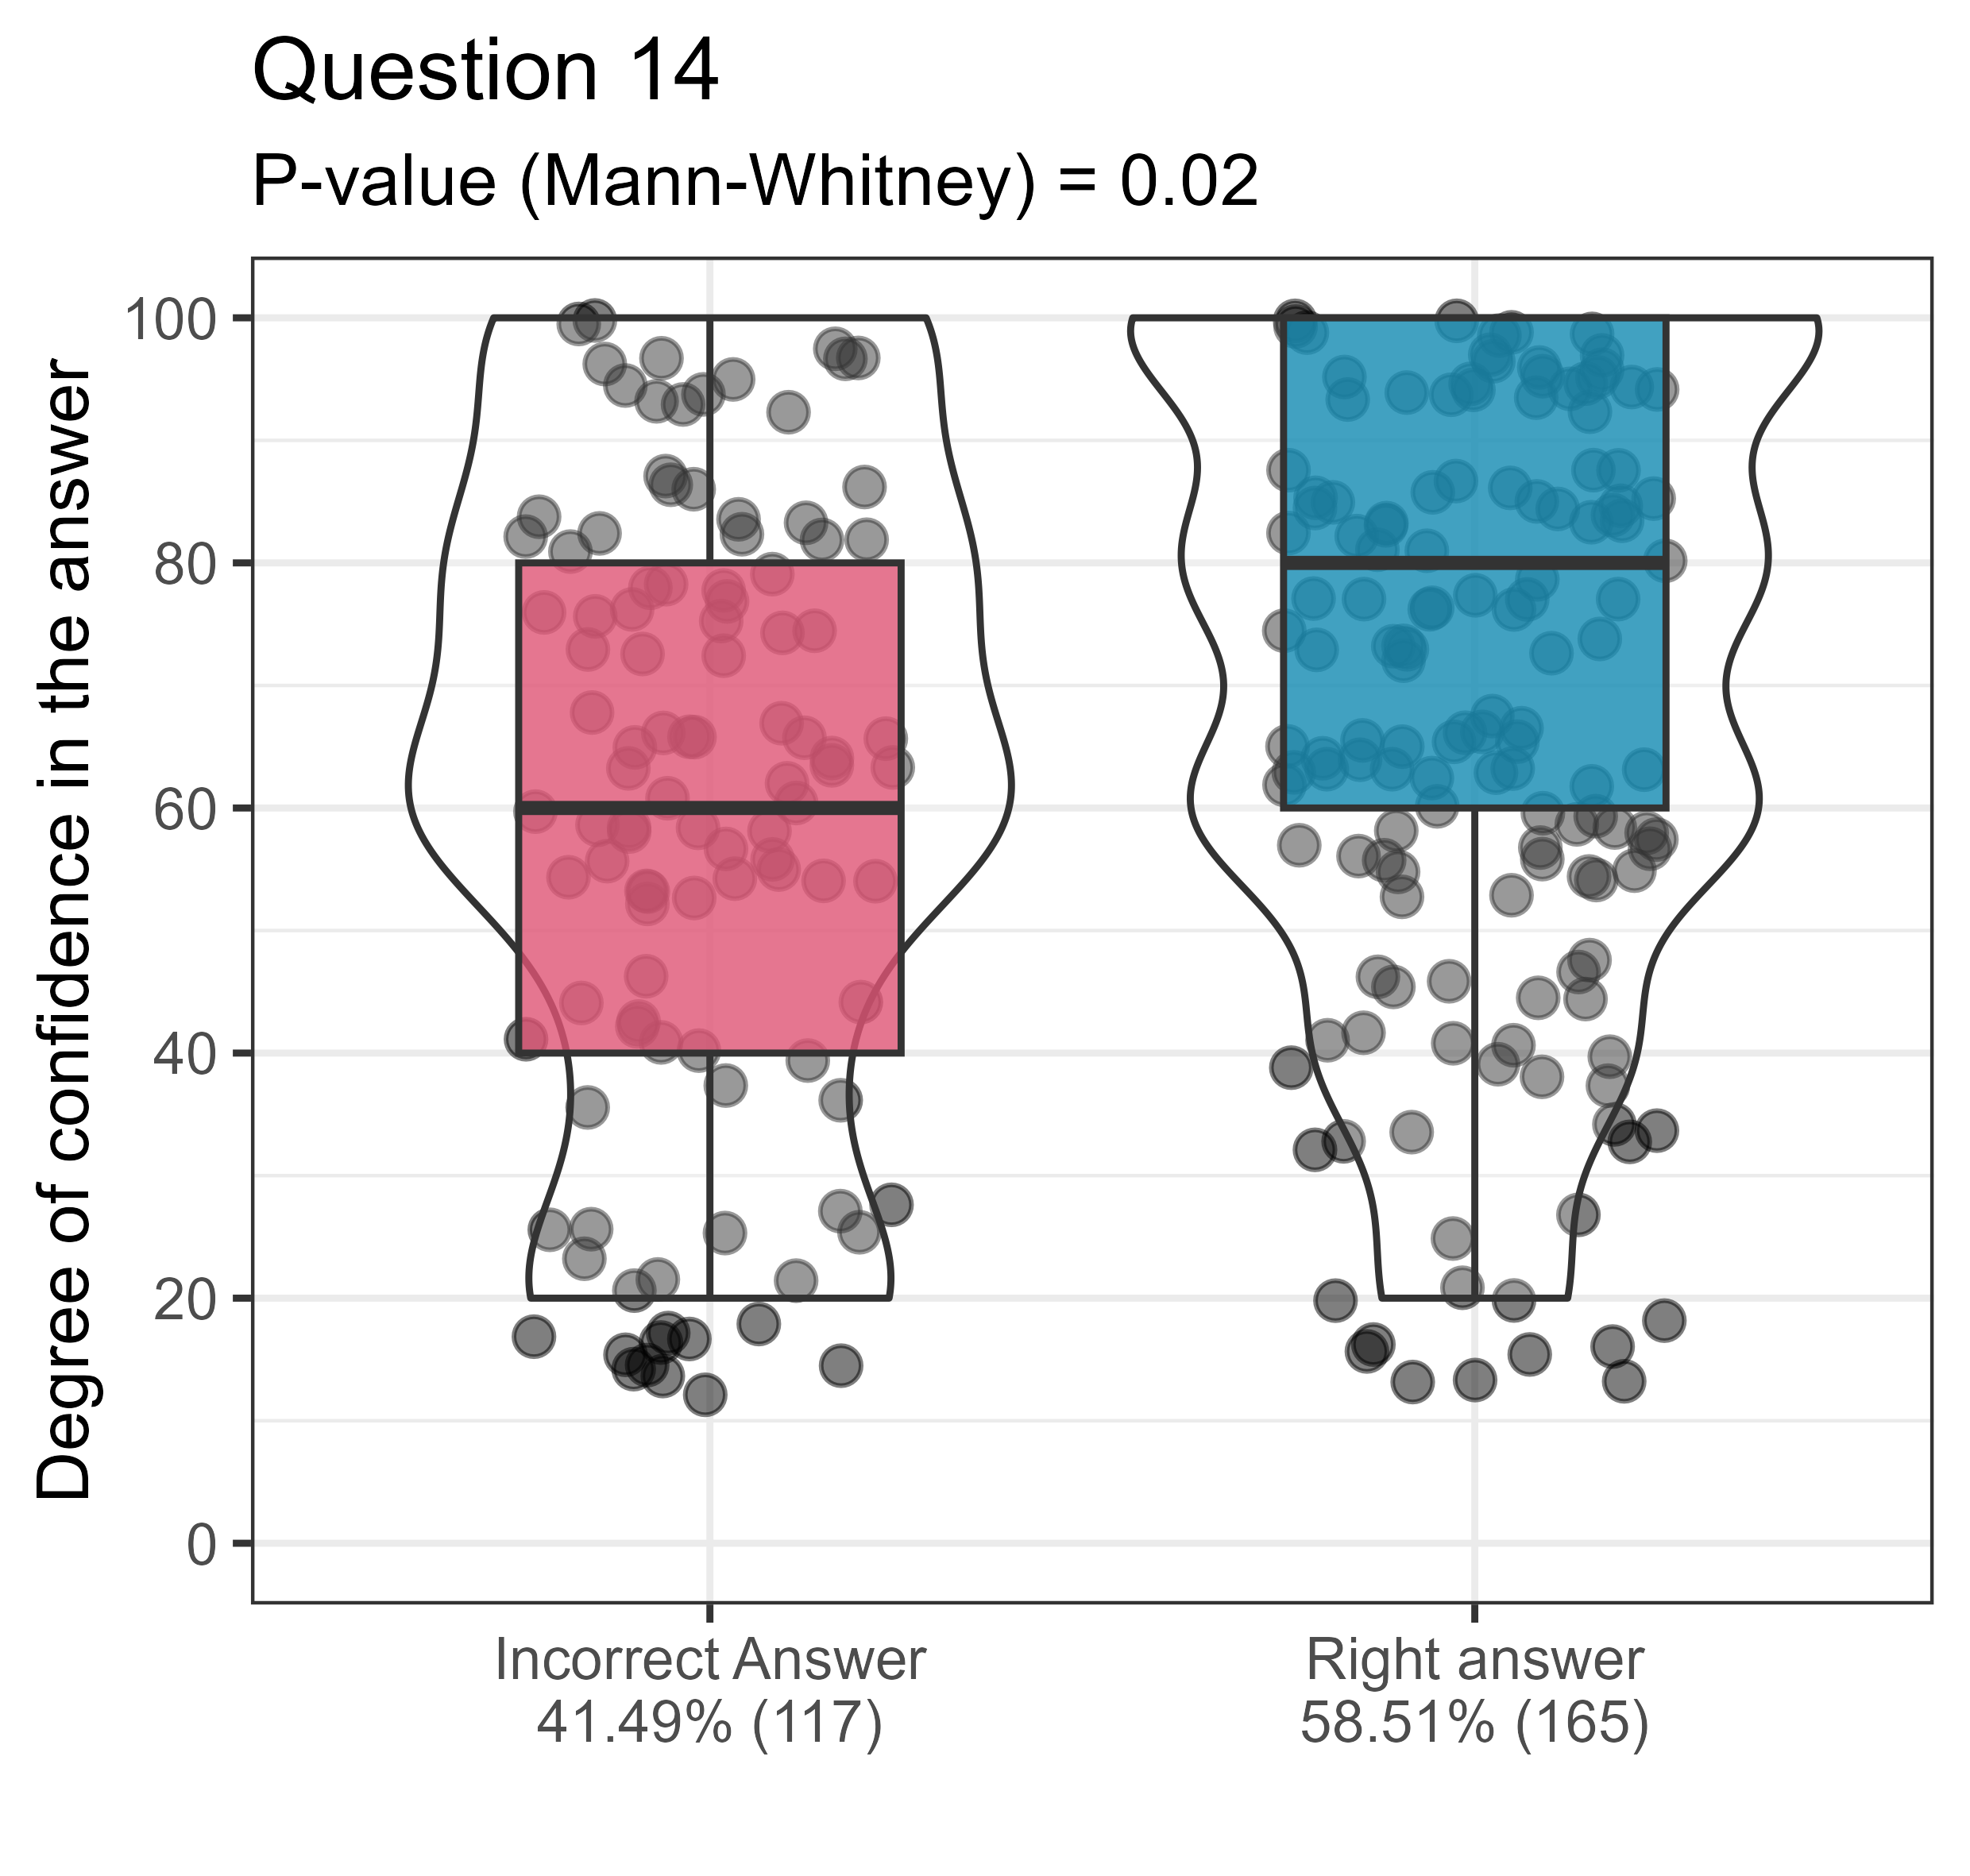 Question 14
P-value (Mann-Whitney) = 0.02
Degree of confidence in the answer
100
80
60
40
20
0
Incorrect Answer
41.49% (117)
Right answer
58.51% (165)